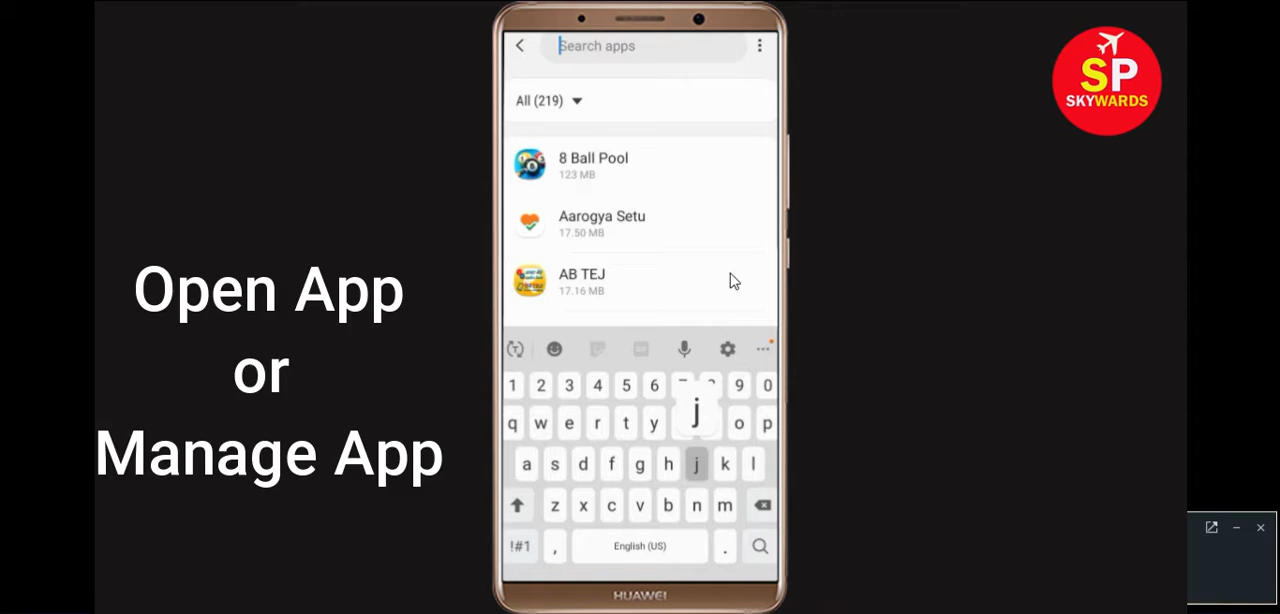 Search apps
All (219)
8 Ball Pool
123 MB
Aarogya Setu
17.50 MB
AB TEJ
17.16 MB
Open App
or
Manage App
SP
SKYWARDS
1 2 3 4 5 6 9 0
q w e r t y j o p
a s d f g h j k l
z x c v b n m
!#1 , English (US) .
HUAWEI